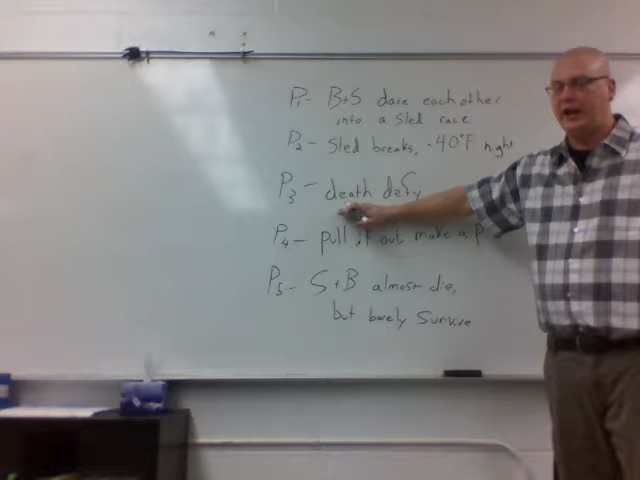 P1- B+S dare each other
into a sled race
P2- Sled breaks, -40°F night
P3- death defy
P4- pull it out, make a P
P5- S+B almost die,
but barely survive